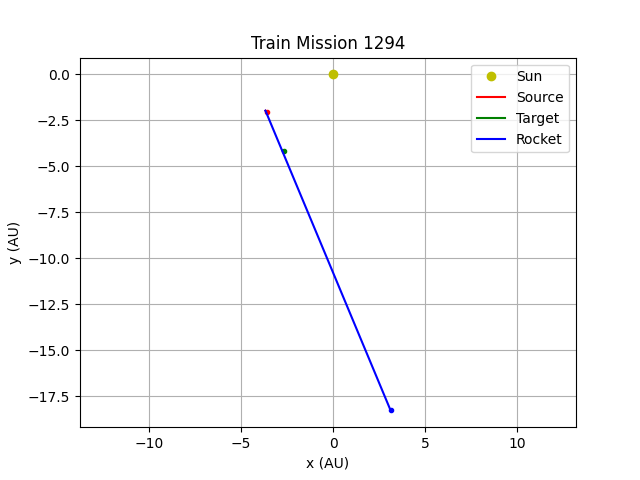 Train Mission 1294
Sun
Source
Target
Rocket
0.0
−2.5
−5.0
−7.5
−10.0
−12.5
−15.0
−17.5
y (AU)
−10
−5
0
5
10
x (AU)